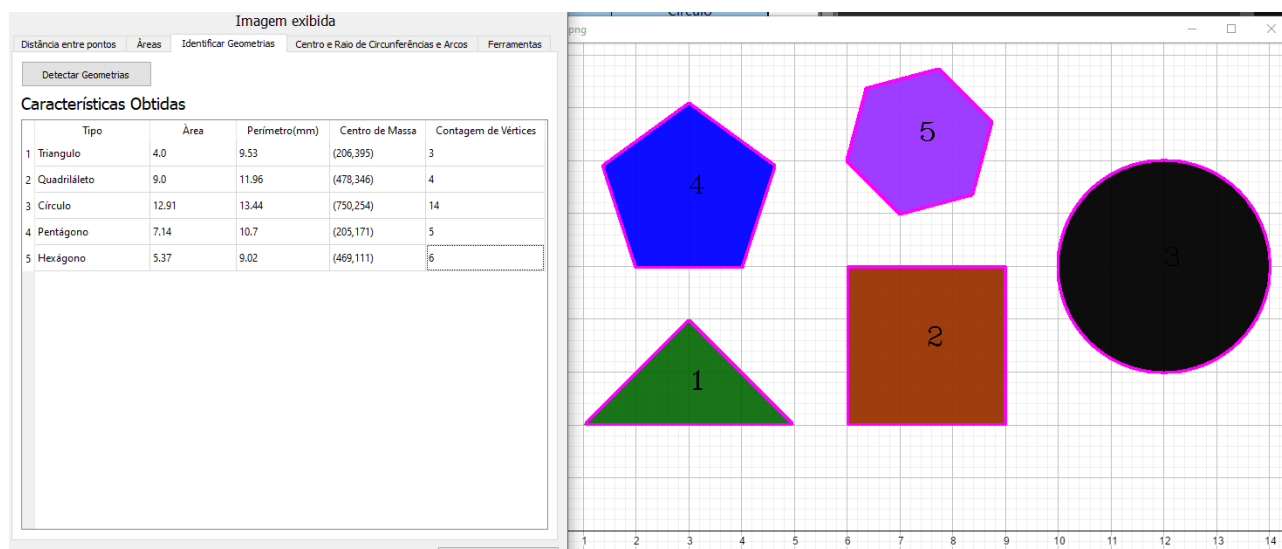 Imagem exibida
Distância entre pontos Àreas Identificar Geometrias Centro e Raio de Circunferências e Arcos Ferramentas
Detectar Geometrias
Características Obtidas
Tipo Àrea Perímetro(mm) Centro de Massa Contagem de Vértices
1 Triangulo 4.0 9.53 (206,395) 3
2 Quadriláleto 9.0 11.96 (478,346) 4
3 Círculo 12.91 13.44 (750,254) 14
4 Pentágono 7.14 10.7 (205,171) 5
5 Hexágono 5.37 9.02 (469,111) 6
Círculo
png
5
4
3
2
1
1 2 3 4 5 6 7 8 9 10 11 12 13 14